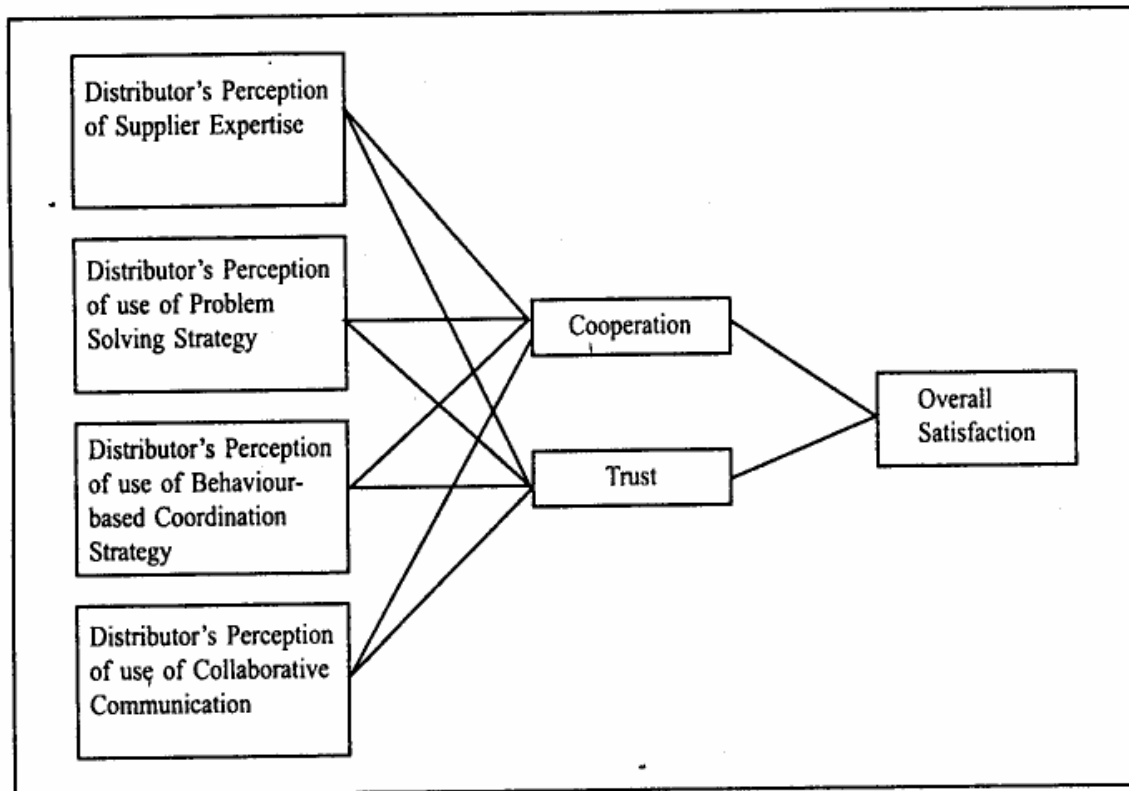 Distributor's Perception
of Supplier Expertise
Distributor's Perception
of use of Problem
Solving Strategy
Distributor's Perception
of use of Behaviour-
based Coordination
Strategy
Distributor's Perception
of use of Collaborative
Communication
Cooperation
Trust
Overall
Satisfaction